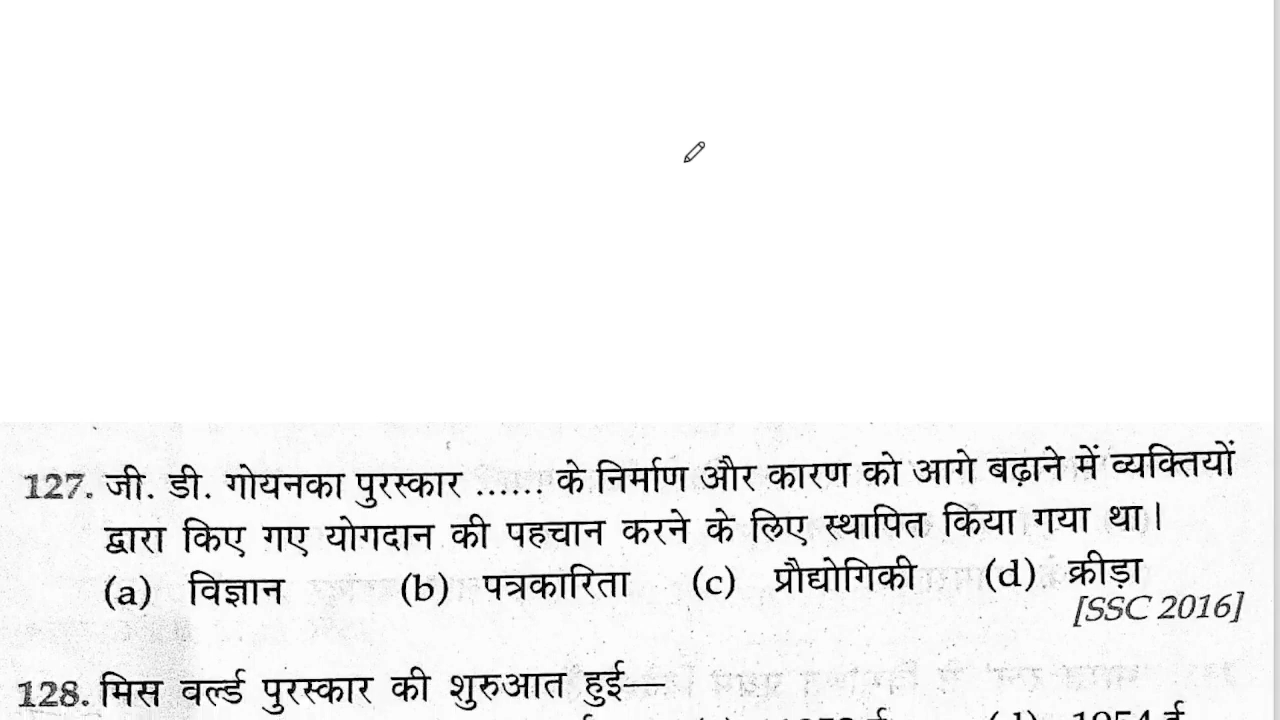 127. जी. डी. गोयनका पुरस्कार ...... के निर्माण और कारण को आगे बढ़ाने में व्यक्तियों
द्वारा किए गए योगदान की पहचान करने के लिए स्थापित किया गया था।
(a) विज्ञान (b) पत्रकारिता (c) प्रौद्योगिकी (d) क्रीड़ा
[SSC 2016]
128. मिस वर्ल्ड पुरस्कार की शुरुआत हुई—